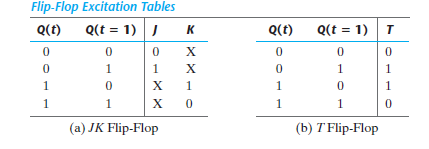 Flip-Flop Excitation Tables
Q(t) Q(t = 1) J K
0 0 0 X
0 1 1 X
1 0 X 1
1 1 X 0
(a) JK Flip-Flop
Q(t) Q(t = 1) T
0 0 0
0 1 1
1 0 1
1 1 0
(b) T Flip-Flop